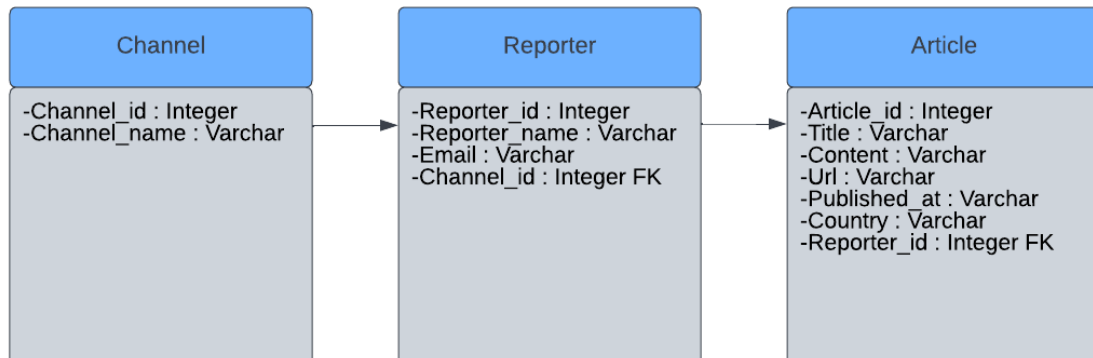 Channel
-Channel_id : Integer
-Channel_name : Varchar
Reporter
-Reporter_id : Integer
-Reporter_name : Varchar
-Email : Varchar
-Channel_id : Integer FK
Article
-Article_id : Integer
-Title : Varchar
-Content : Varchar
-Url : Varchar
-Published_at : Varchar
-Country : Varchar
-Reporter_id : Integer FK